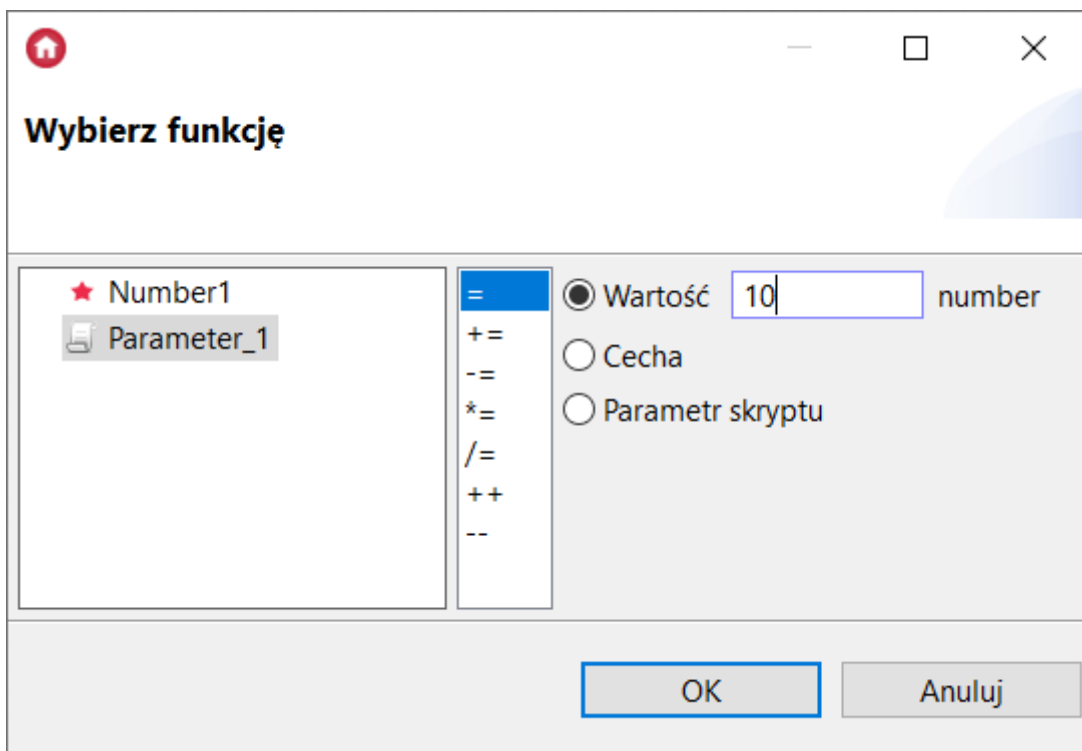 Wybierz funkcję
Number1
Parameter_1
=
+=
-=
*=
/=
++
--
Wartość 10 number
Cecha
Parametr skryptu
OK Anuluj